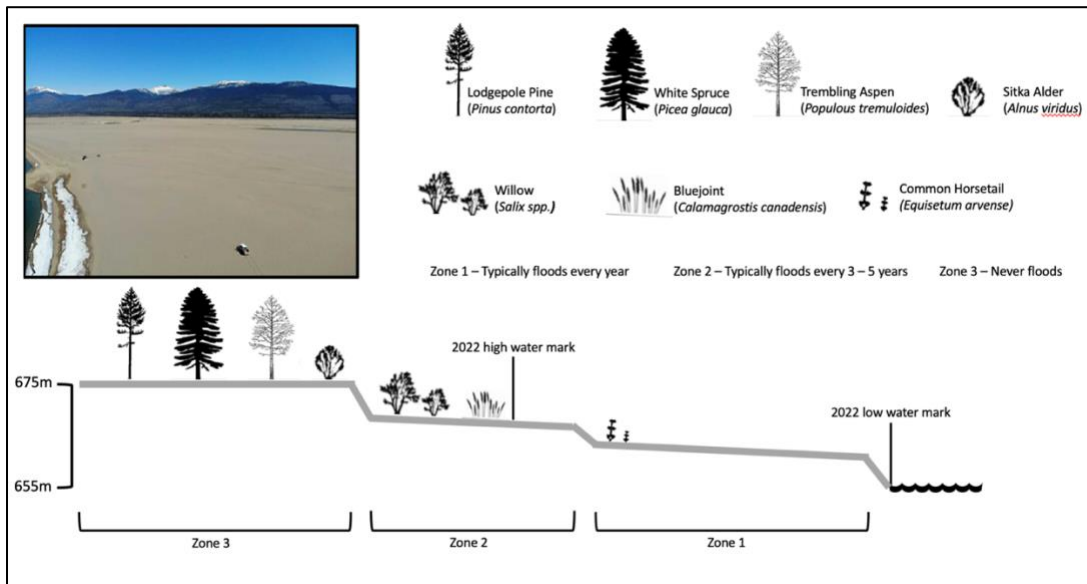 Lodgepole Pine
(Pinus contorta)
White Spruce
(Picea glauca)
Trembling Aspen
(Populous tremuloides)
Sitka Alder
(Alnus viridus)
Willow
(Salix spp.)
Bluejoint
(Calamagrostis canadensis)
Common Horsetail
(Equisetum arvense)
Zone 1 – Typically floods every year
Zone 2 – Typically floods every 3 – 5 years
Zone 3 – Never floods
2022 high water mark
675m
2022 low water mark
655m
Zone 3
Zone 2
Zone 1